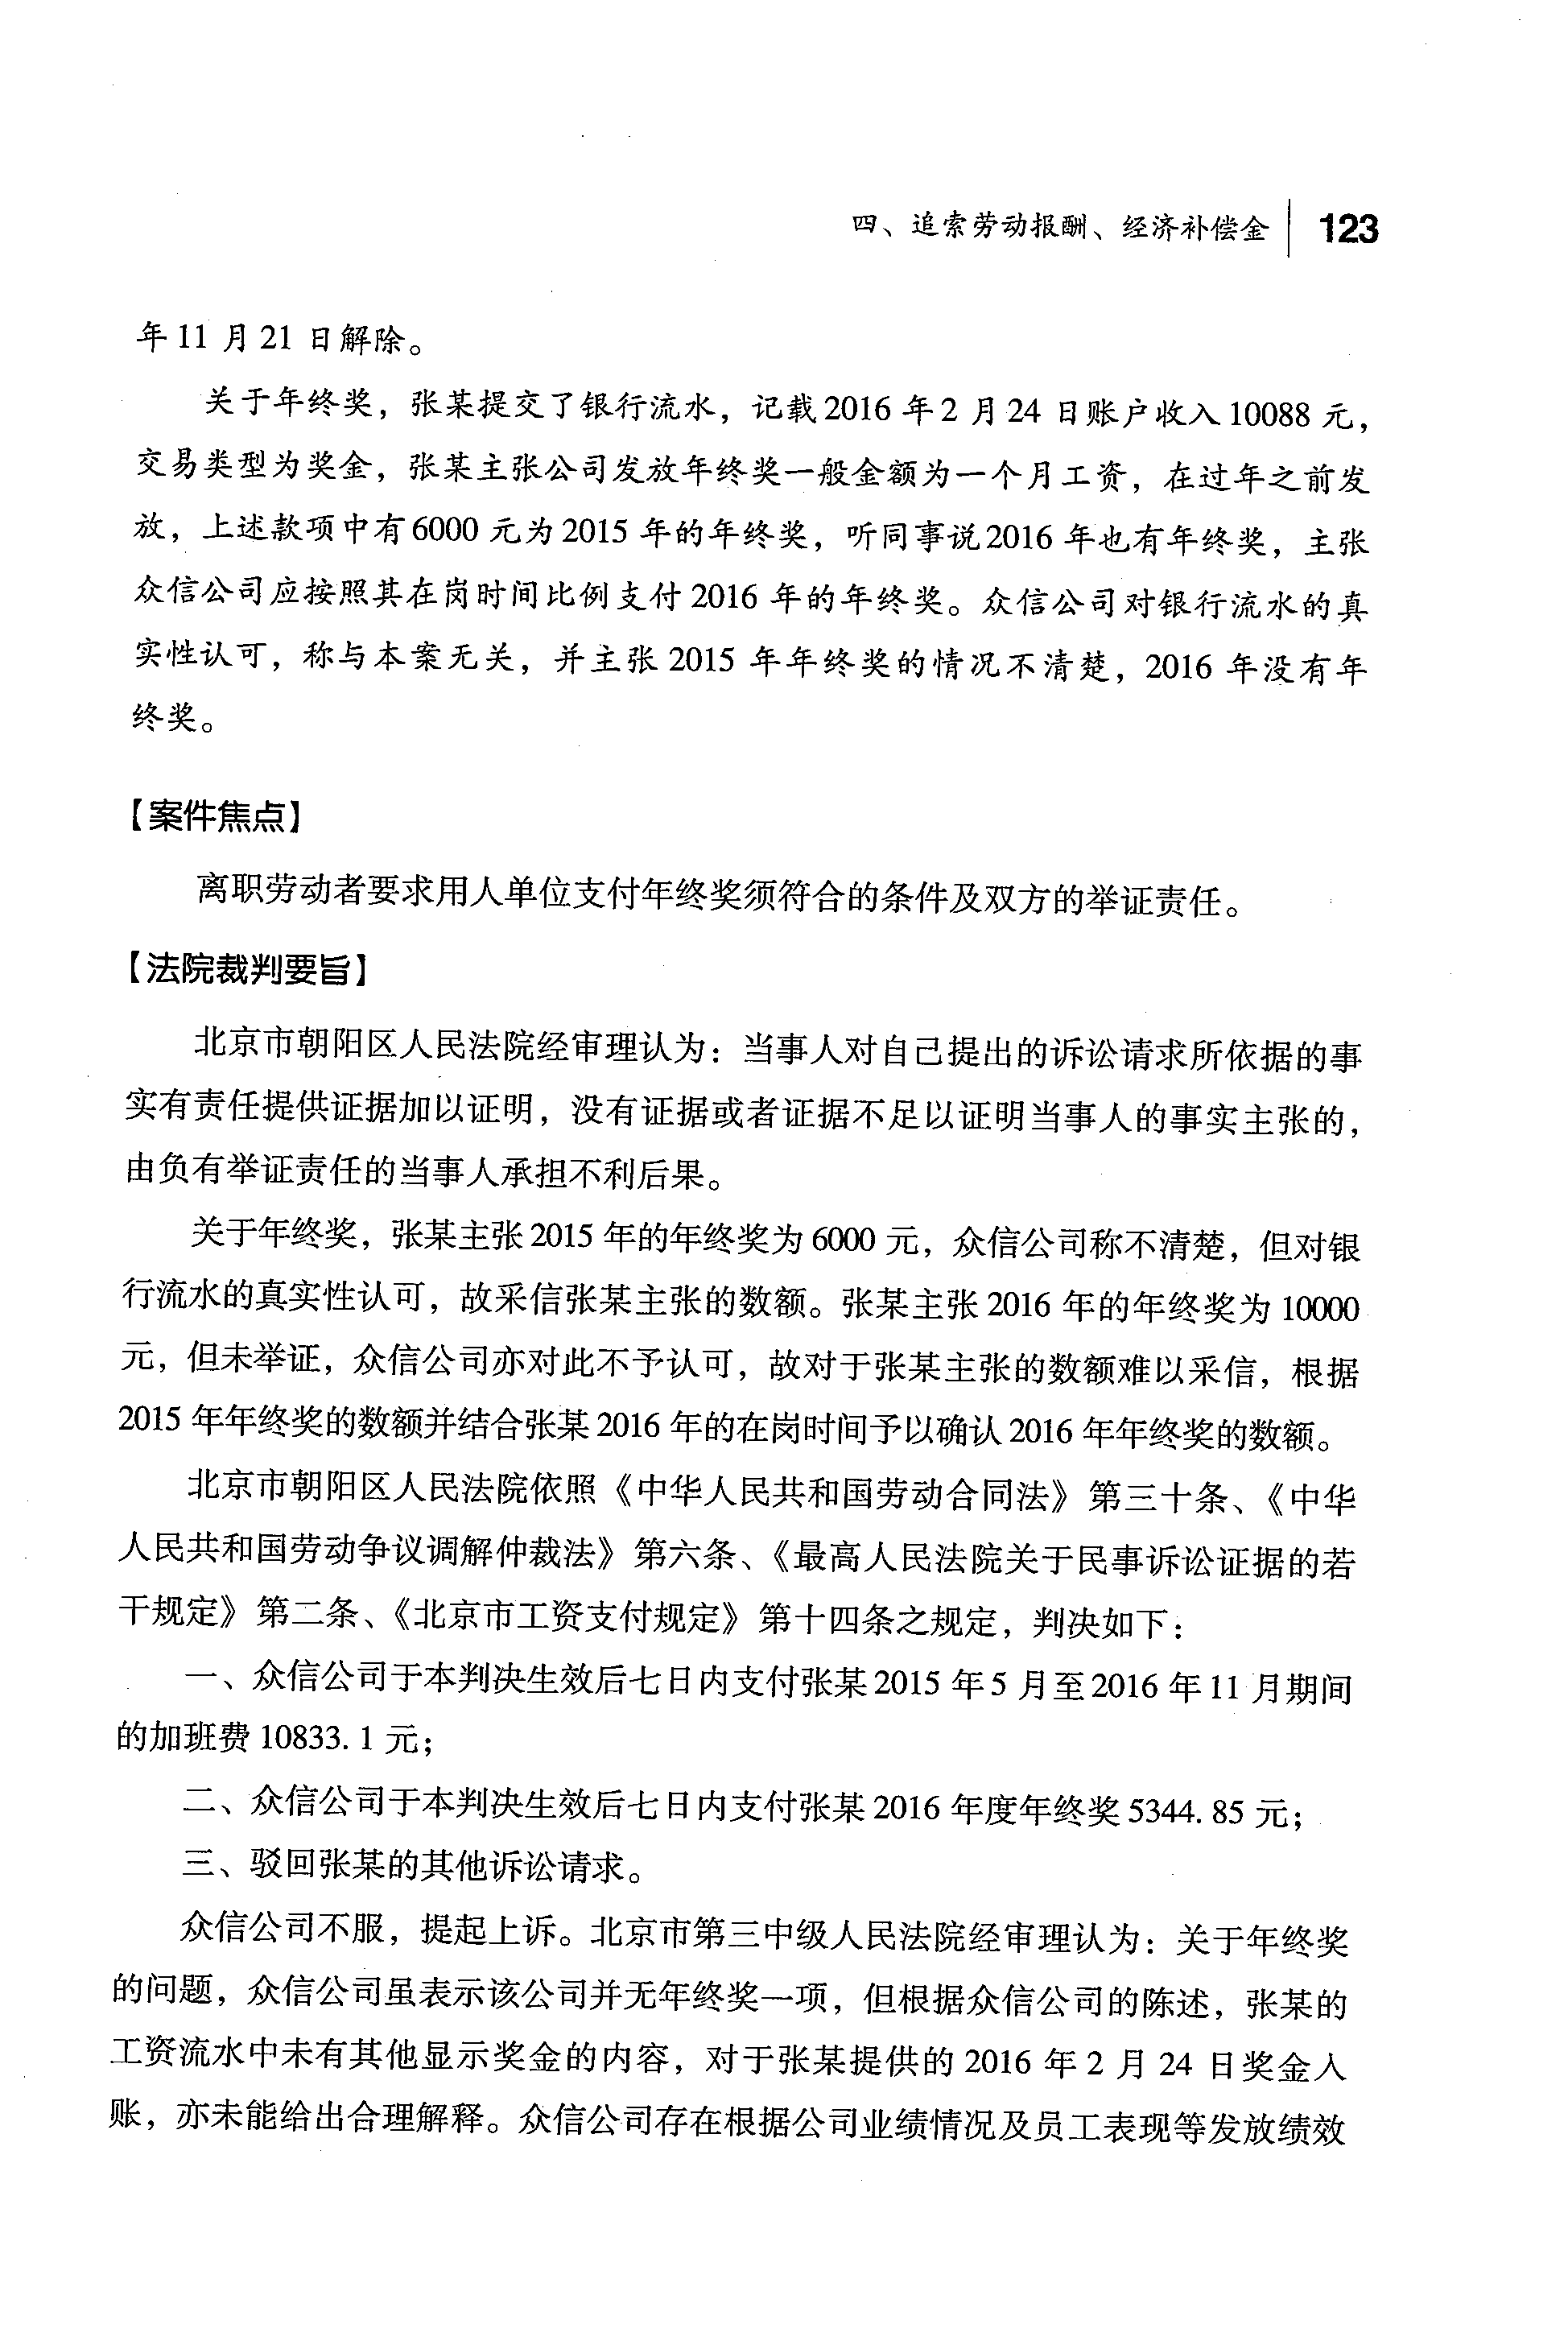 四、追索劳动报酬、经济补偿金 123
年11月21日解除。
关于年终奖，张某提交了银行流水，记载2016年2月24日账户收入10088元，
交易类型为奖金，张某主张公司发放年终奖一般金额为一个月工资，在过年之前发
放，上述款项中有6000元为2015年的年终奖，听同事说2016年也有年终奖，主张
众信公司应按照其在岗时间比例支付2016年的年终奖。众信公司对银行流水的真
实性认可，称与本案无关，并主张2015年年终奖的情况不清楚，2016年没有年
终奖。
【案件焦点】
离职劳动者要求用人单位支付年终奖须符合的条件及双方的举证责任。
【法院裁判要旨】
北京市朝阳区人民法院经审理认为：当事人对自己提出的诉讼请求所依据的事
实有责任提供证据加以证明，没有证据或者证据不足以证明当事人的事实主张的，
由负有举证责任的当事人承担不利后果。
关于年终奖，张某主张2015年的年终奖为6000元，众信公司称不清楚，但对银
行流水的真实性认可，故采信张某主张的数额。张某主张2016年的年终奖为10000
元，但未举证，众信公司亦对此不予认可，故对于张某主张的数额难以采信，根据
2015年年终奖的数额并结合张某2016年的在岗时间予以确认2016年年终奖的数额。
北京市朝阳区人民法院依照《中华人民共和国劳动合同法》第三十条、《中华
人民共和国劳动争议调解仲裁法》第六条、《最高人民法院关于民事诉讼证据的若
干规定》第二条、《北京市工资支付规定》第十四条之规定，判决如下：
一、众信公司于本判决生效后七日内支付张某2015年5月至2016年11月期间
的加班费10833.1元；
二、众信公司于本判决生效后七日内支付张某2016年度年终奖5344.85元；
三、驳回张某的其他诉讼请求。
众信公司不服，提起上诉。北京市第三中级人民法院经审理认为：关于年终奖
的问题，众信公司虽表示该公司并无年终奖一项，但根据众信公司的陈述，张某的
工资流水中未有其他显示奖金的内容，对于张某提供的2016年2月24日奖金入
账，亦未能给出合理解释。众信公司存在根据公司业绩情况及员工表现等发放绩效